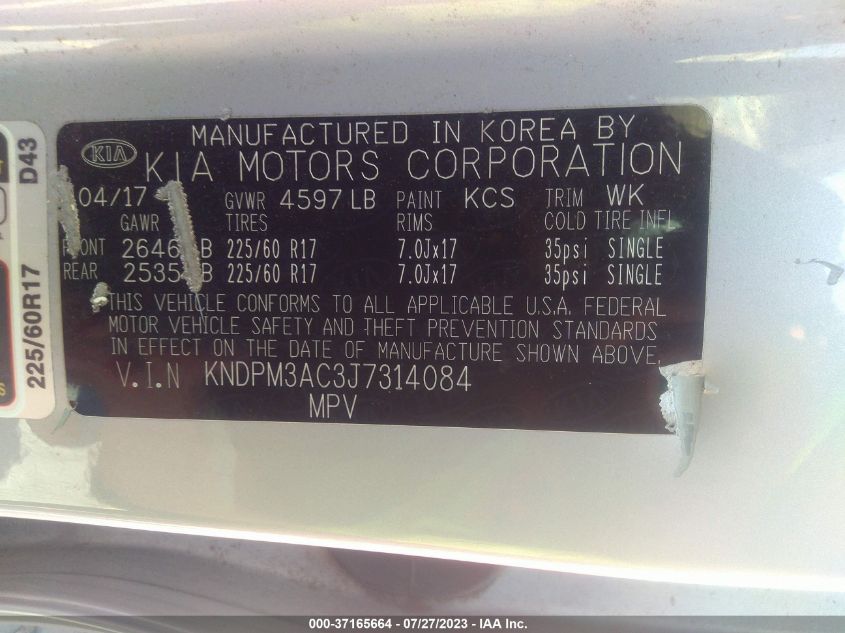 MANUFACTURED IN KOREA BY
KIA
KIA MOTORS CORPORATION
04/17 GVWR 4597 LB PAINT KCS TRIM WK
GAWR TIRES RIMS COLD TIRE INFL
2646 B 225/60 R17 7.0Jx17 35psi SINGLE
REAR 2535 B 225/60 R17 7.0Jx17 35psi SINGLE
THIS VEHICLE CONFORMS TO ALL APPLICABLE U.S.A. FEDERAL
MOTOR VEHICLE SAFETY AND THEFT PREVENTION STANDARDS
IN EFFECT ON THE DATE OF MANUFACTURE SHOWN ABOVE.
V.I.N KNDPM3AC3J7314084
MPV
D43
225/60R17
000-37165664 / 07/27/2023 - IAA Inc.